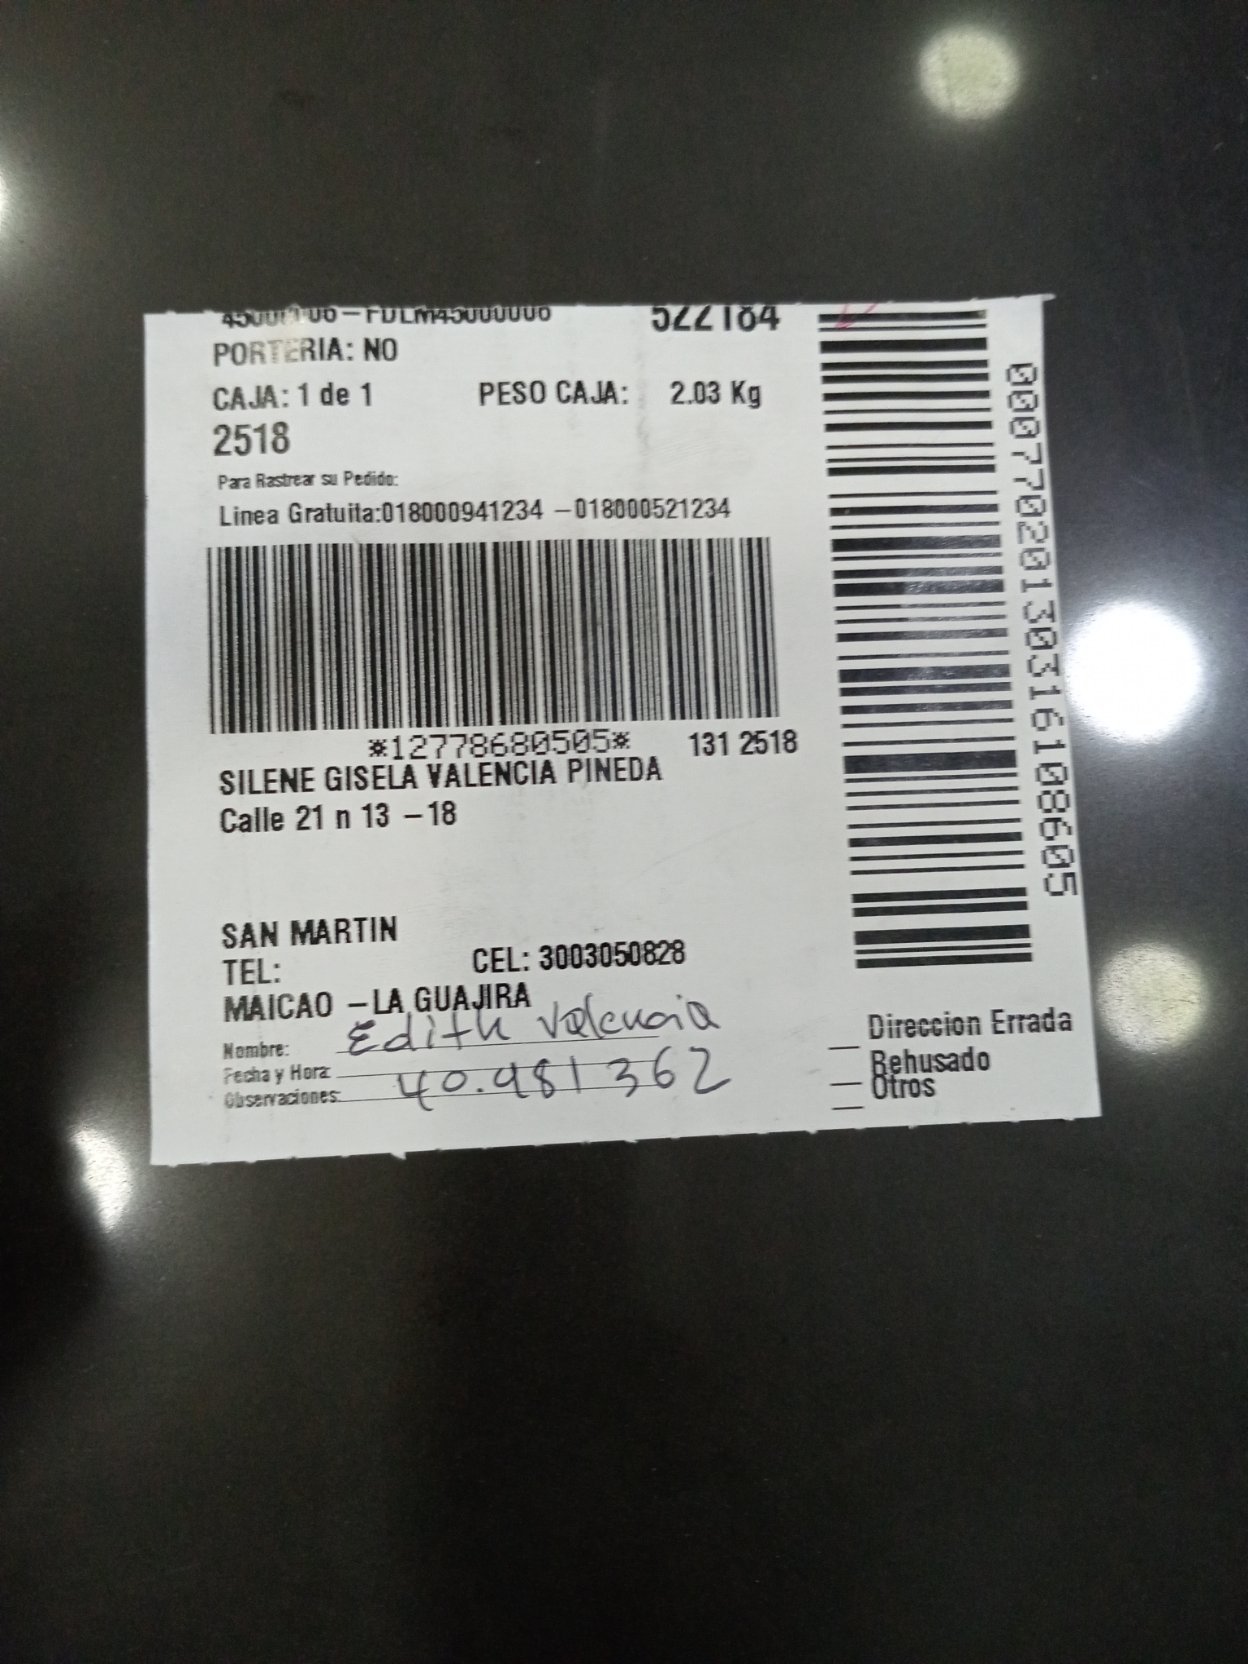 522184
PORTERIA: NO
CAJA: 1 de 1 PESO CAJA: 2.03 Kg
2518
Para Rastrear su Pedido:
Linea Gratuita:018000941234 -018000521234
*12778680505* 131 2518
SILENE GISELA VALENCIA PINEDA
Calle 21 n 13 -18
SAN MARTIN
TEL: CEL: 3003050828
MAICAO -LA GUAJIRA
Nombre: Edith Valencia
Fecha y Hora:
Observaciones: 40.981362
Direccion Errada
Rehusado
Otros
00077020130316108605